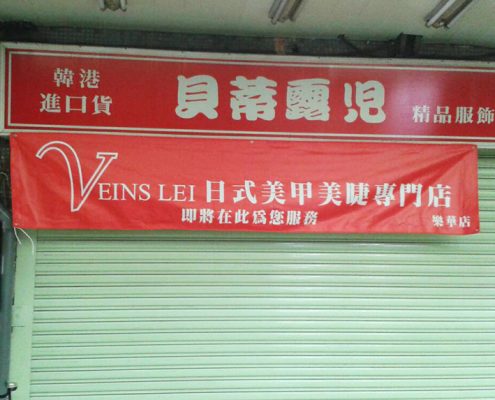 韓港
進口貨
貝蒂露児
精品服飾
VEINS LEI 日式美甲美睫專門店
即將在此為您服務
樂華店